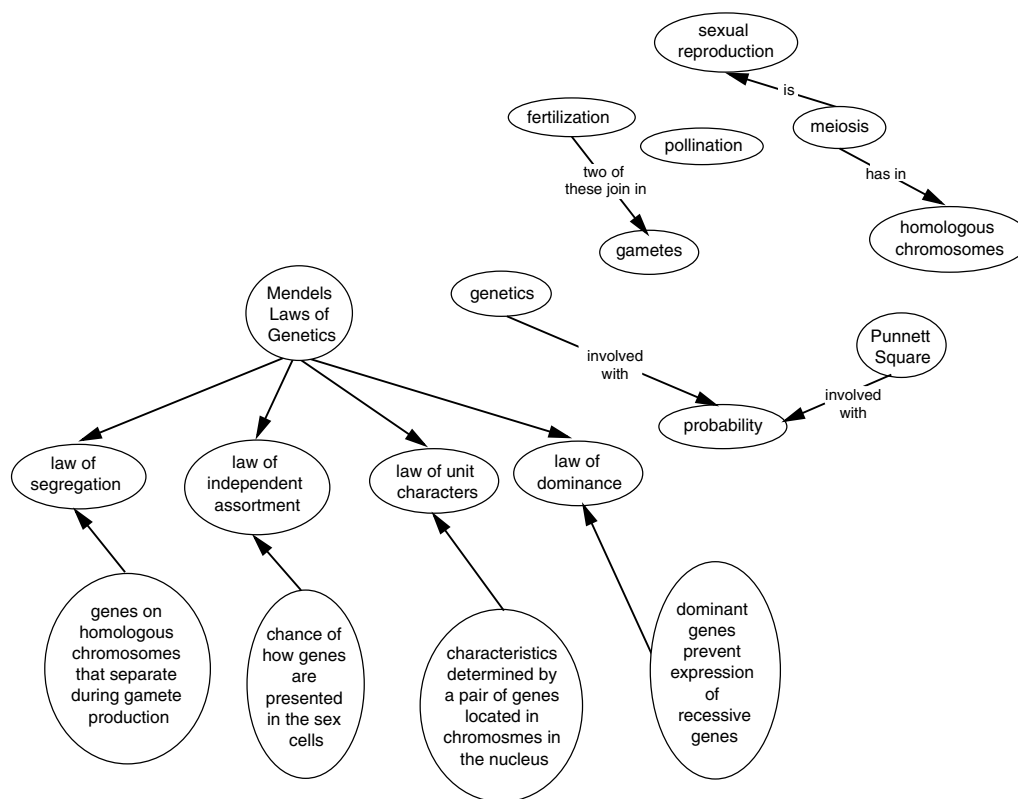 sexual
reproduction
is
fertilization
meiosis
pollination
two of
these join in
has in
homologous
chromosomes
gametes
Mendels
Laws of
Genetics
genetics
Punnett
Square
involved
with
involved
with
probability
law of
segregation
law of
independent
assortment
law of unit
characters
law of
dominance
genes on
homologous
chromosomes
that separate
during gamete
production
chance of
how genes
are
presented
in the sex
cells
characteristics
determined by
a pair of genes
located in
chromosmes in
the nucleus
dominant
genes
prevent
expression
of
recessive
genes